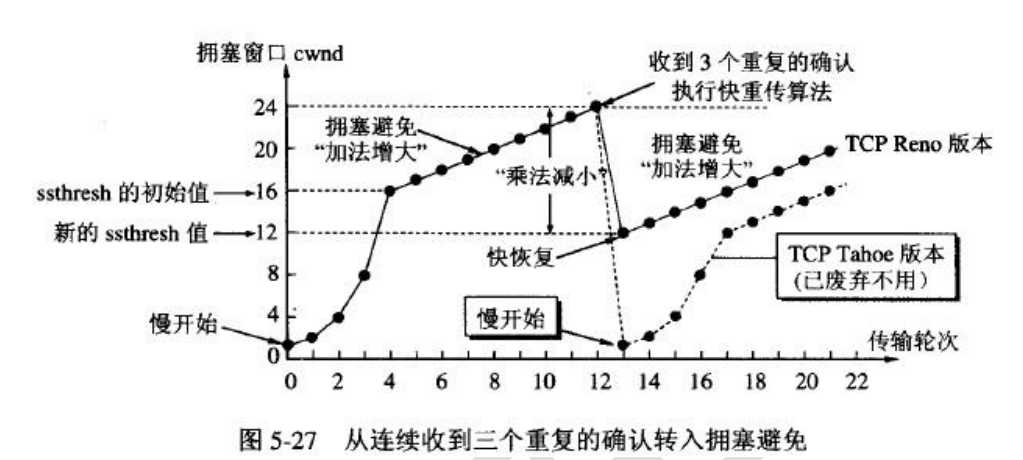 拥塞窗口 cwnd
收到 3 个重复的确认
执行快重传算法
24
拥塞避免
“加法增大”
拥塞避免
“加法增大”
TCP Reno 版本
20
“乘法减小”
ssthresh 的初始值
16
新的 ssthresh 值
12
快恢复
TCP Tahoe 版本
(已废弃不用)
8
慢开始
4
慢开始
传输轮次
0
0 2 4 6 8 10 12 14 16 18 20 22
图 5-27 从连续收到三个重复的确认转入拥塞避免